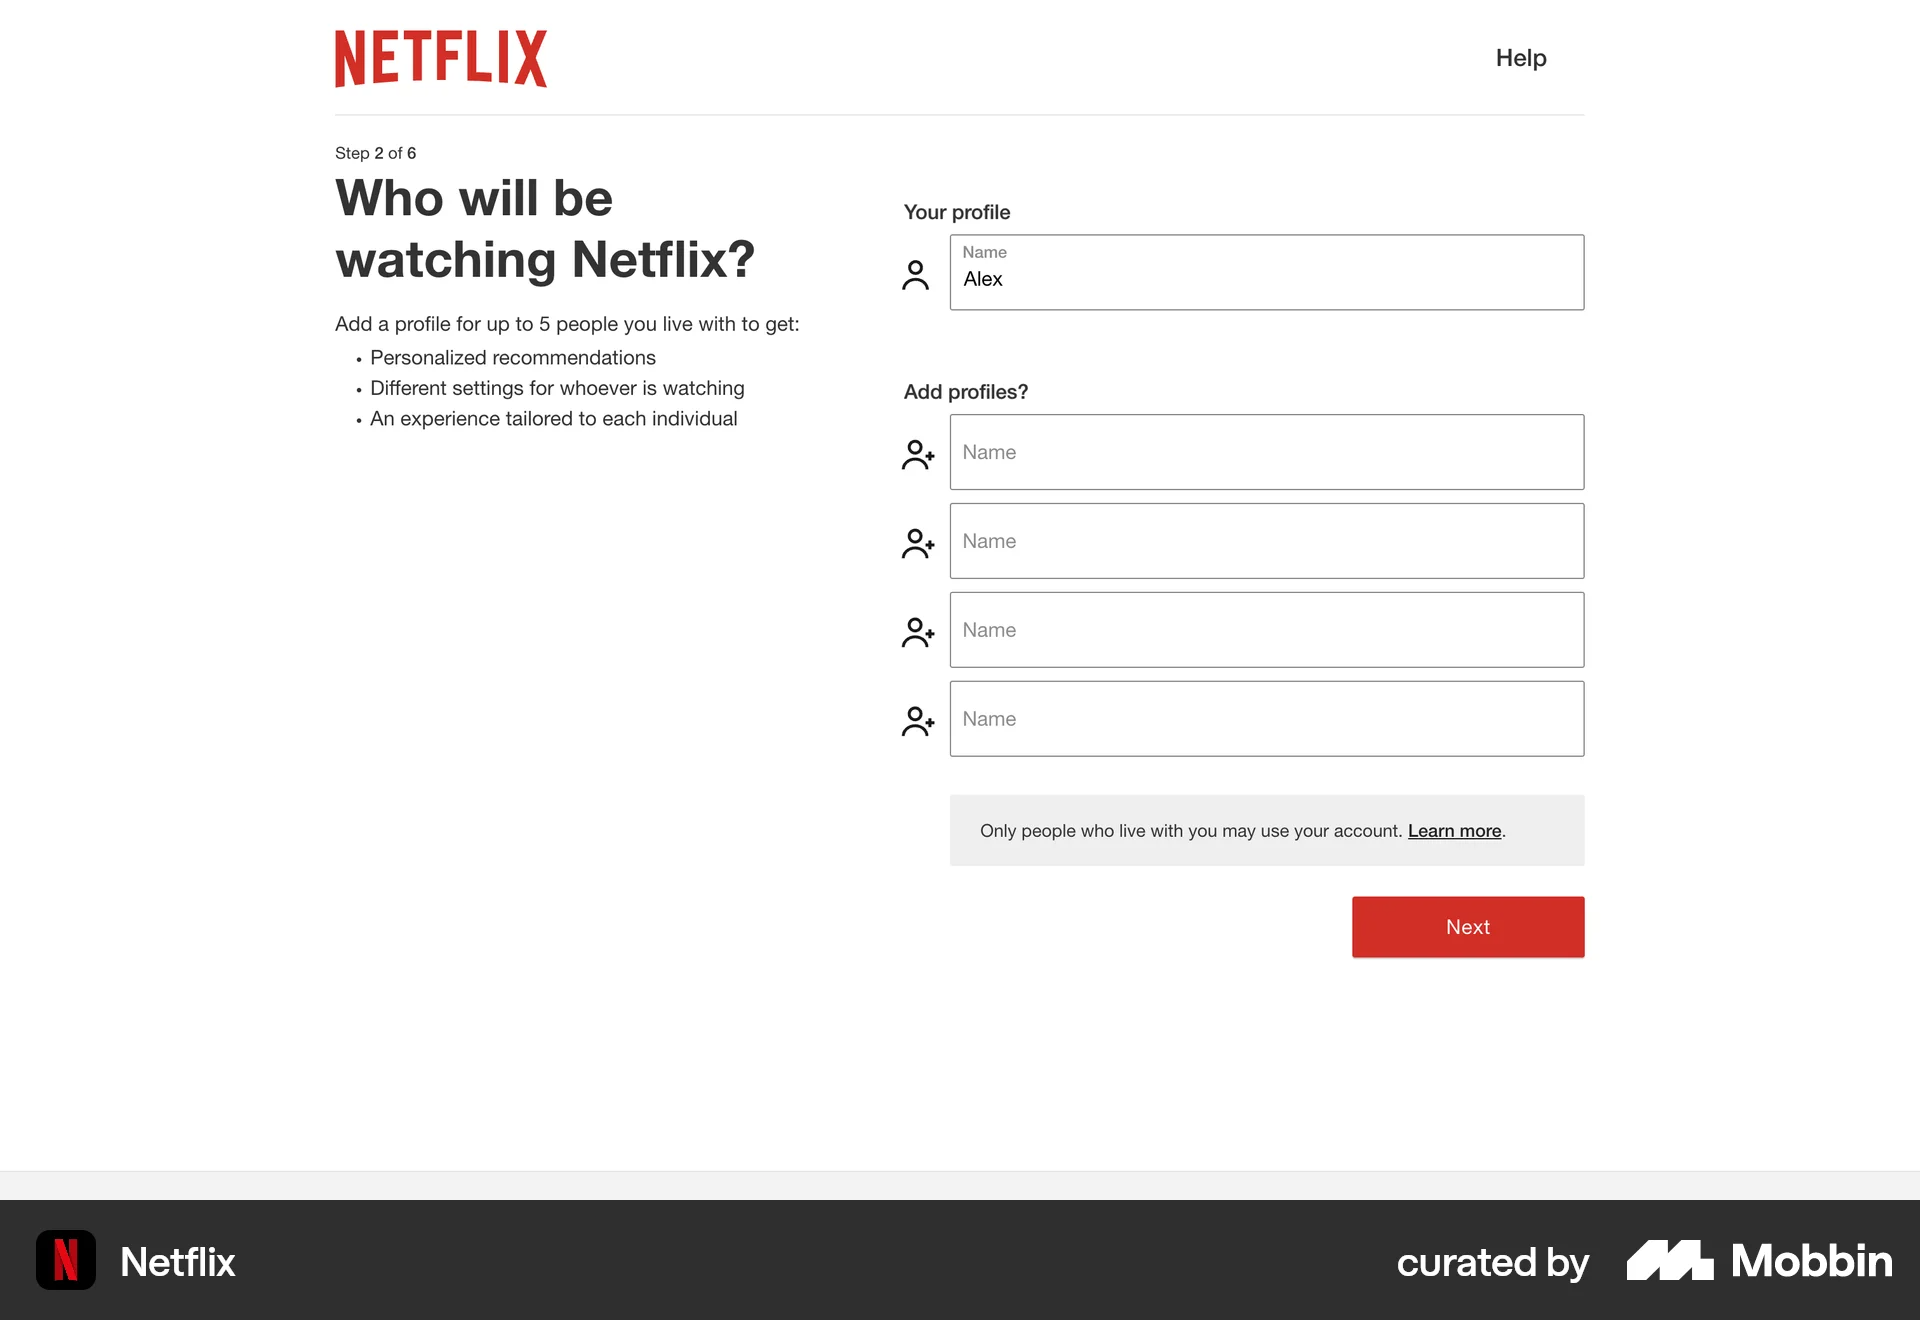 NETFLIX
Help
Step 2 of 6
Who will be
watching Netflix?
Add a profile for up to 5 people you live with to get:
• Personalized recommendations
• Different settings for whoever is watching
• An experience tailored to each individual
Your profile
Name
Alex
Add profiles?
Name
Name
Name
Name
Only people who live with you may use your account. Learn more.
Next
N
Netflix
curated by
Mobbin